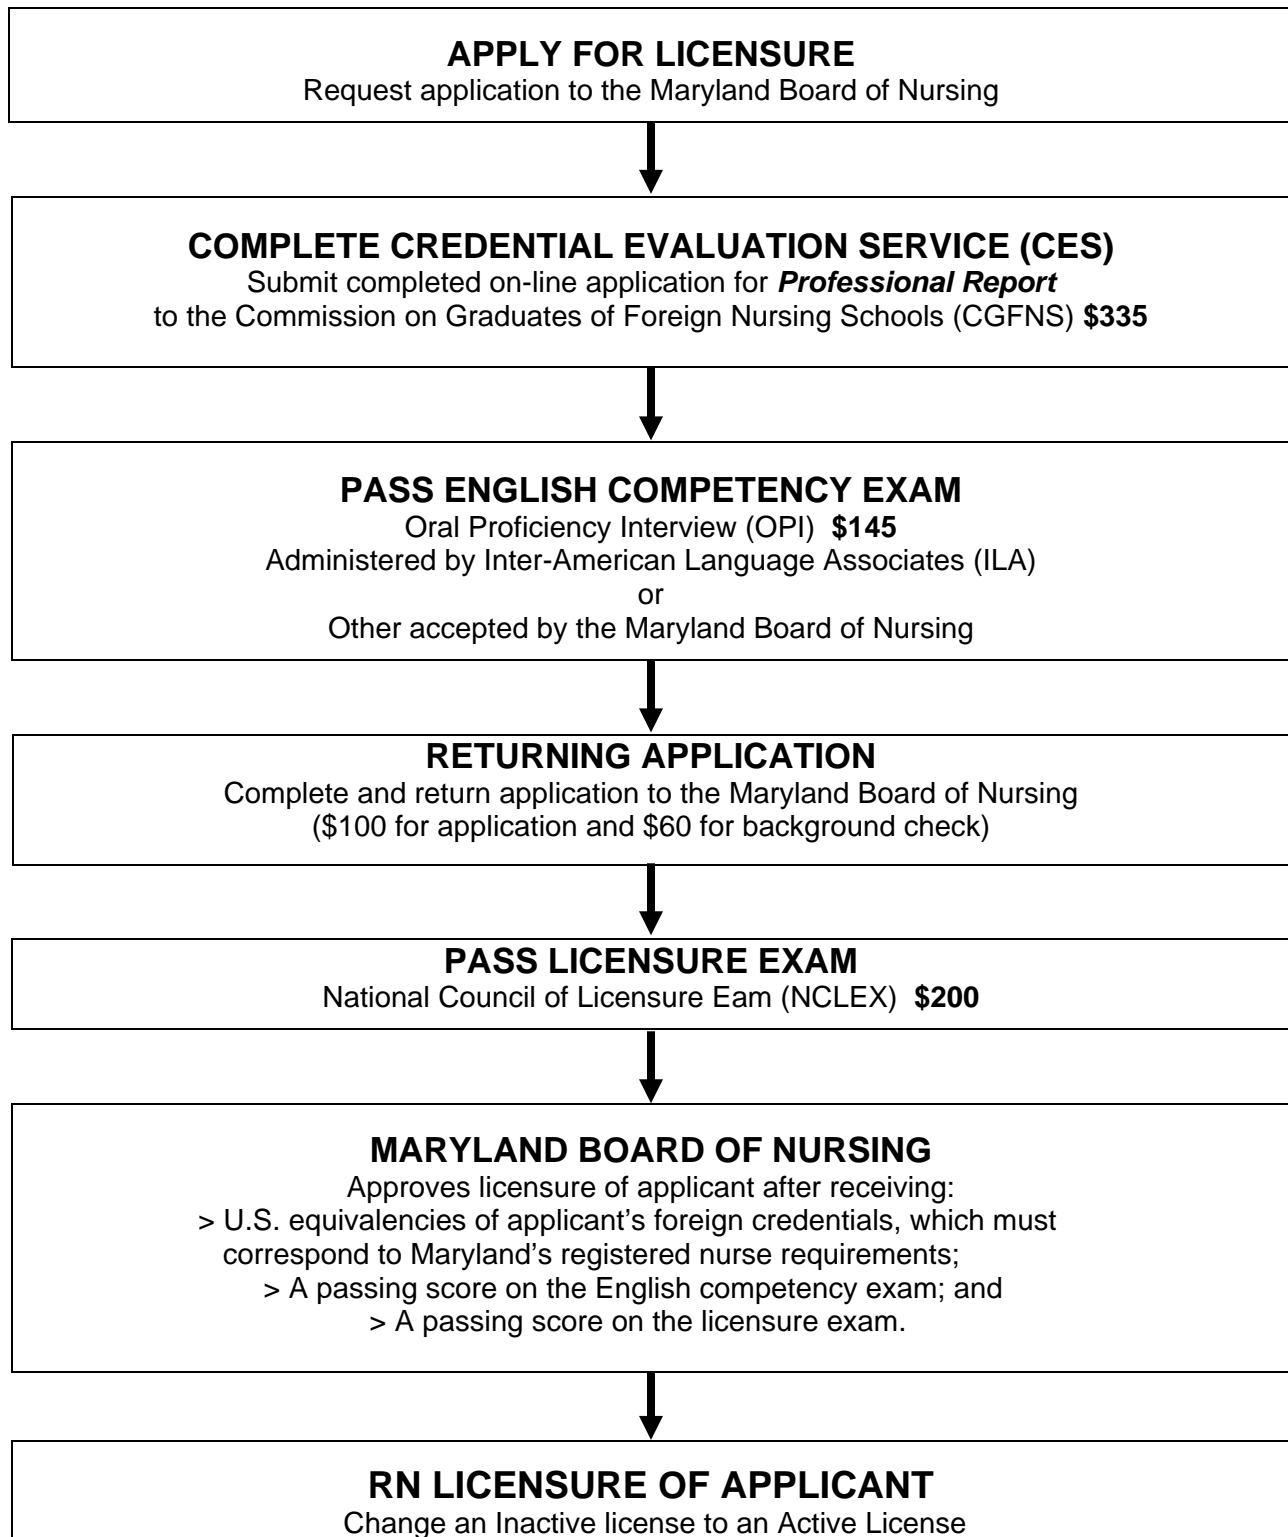 APPLY FOR LICENSURE
Request application to the Maryland Board of Nursing
COMPLETE CREDENTIAL EVALUATION SERVICE (CES)
Submit completed on-line application for Professional Report
to the Commission on Graduates of Foreign Nursing Schools (CGFNS) $335
PASS ENGLISH COMPETENCY EXAM
Oral Proficiency Interview (OPI) $145
Administered by Inter-American Language Associates (ILA)
or
Other accepted by the Maryland Board of Nursing
RETURNING APPLICATION
Complete and return application to the Maryland Board of Nursing
($100 for application and $60 for background check)
PASS LICENSURE EXAM
National Council of Licensure Eam (NCLEX) $200
MARYLAND BOARD OF NURSING
Approves licensure of applicant after receiving:
> U.S. equivalencies of applicant’s foreign credentials, which must
correspond to Maryland’s registered nurse requirements;
> A passing score on the English competency exam; and
> A passing score on the licensure exam.
RN LICENSURE OF APPLICANT
Change an Inactive license to an Active License